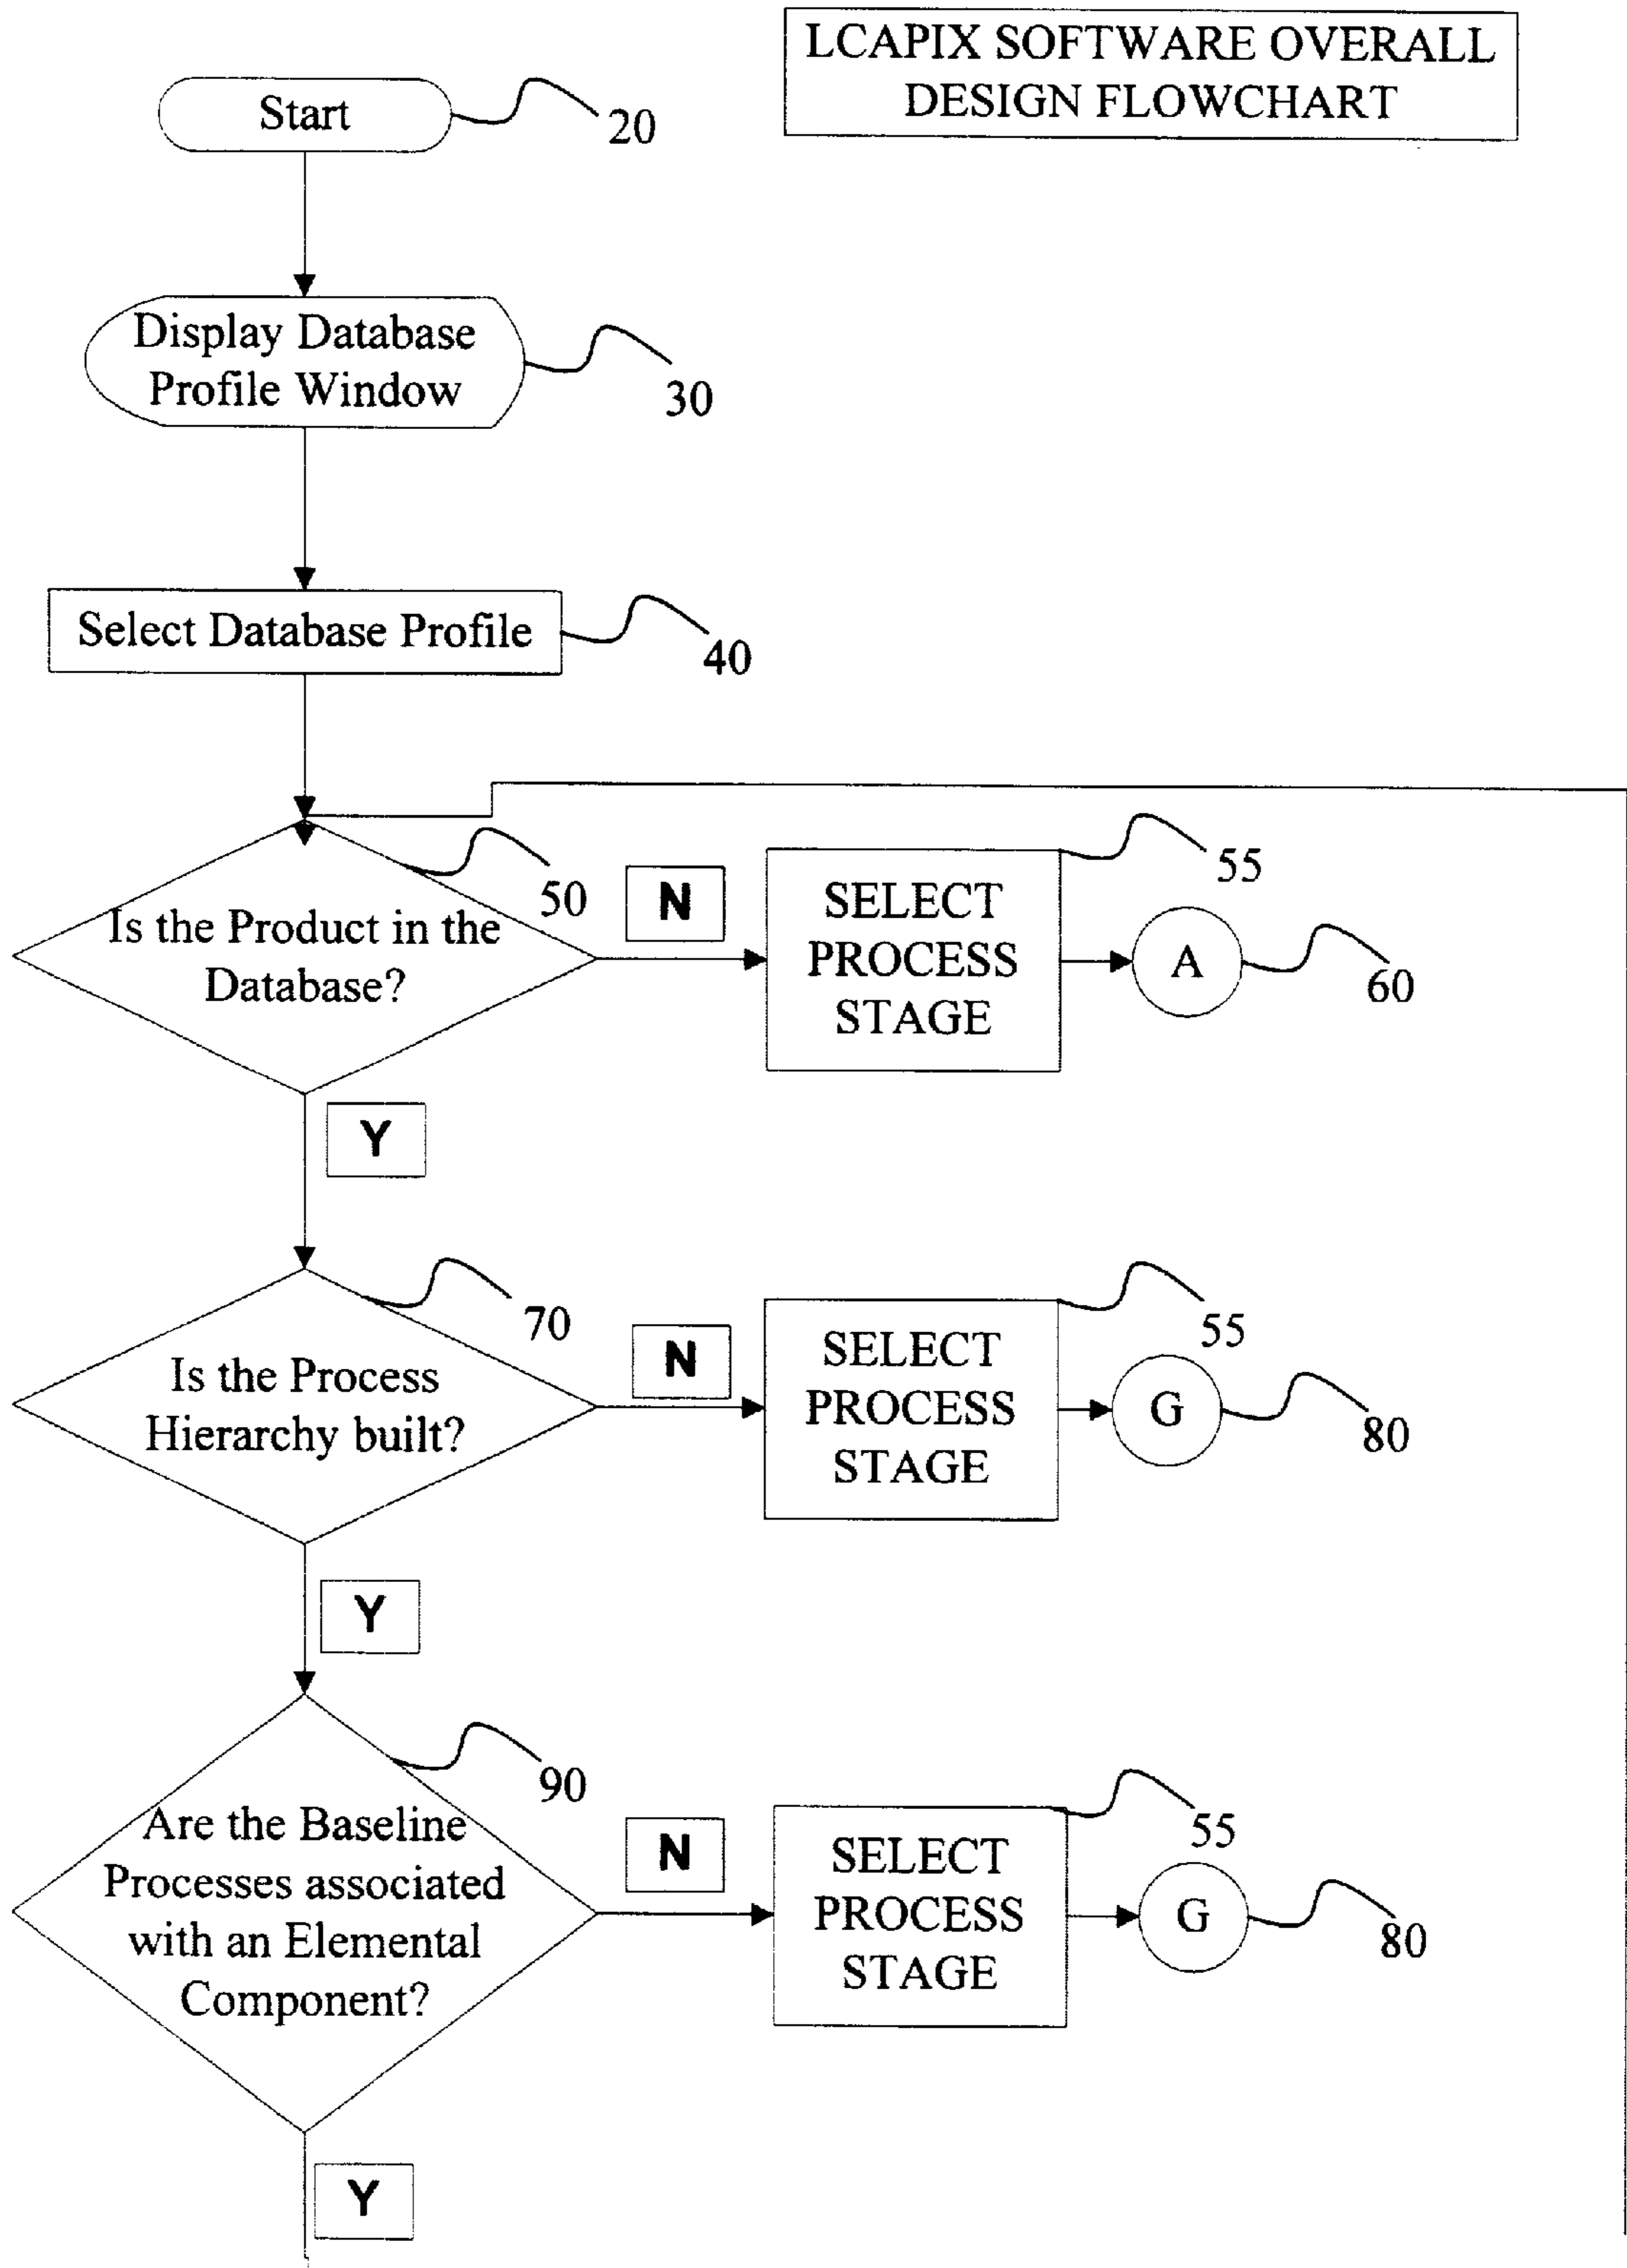 LCAPIX SOFTWARE OVERALL
DESIGN FLOWCHART
Start
20
Display Database
Profile Window
30
Select Database Profile
40
50
Is the Product in the
Database?
N
SELECT
PROCESS
STAGE
55
A
60
Y
70
Is the Process
Hierarchy built?
N
SELECT
PROCESS
STAGE
55
G
80
Y
90
Are the Baseline
Processes associated
with an Elemental
Component?
N
SELECT
PROCESS
STAGE
55
G
80
Y